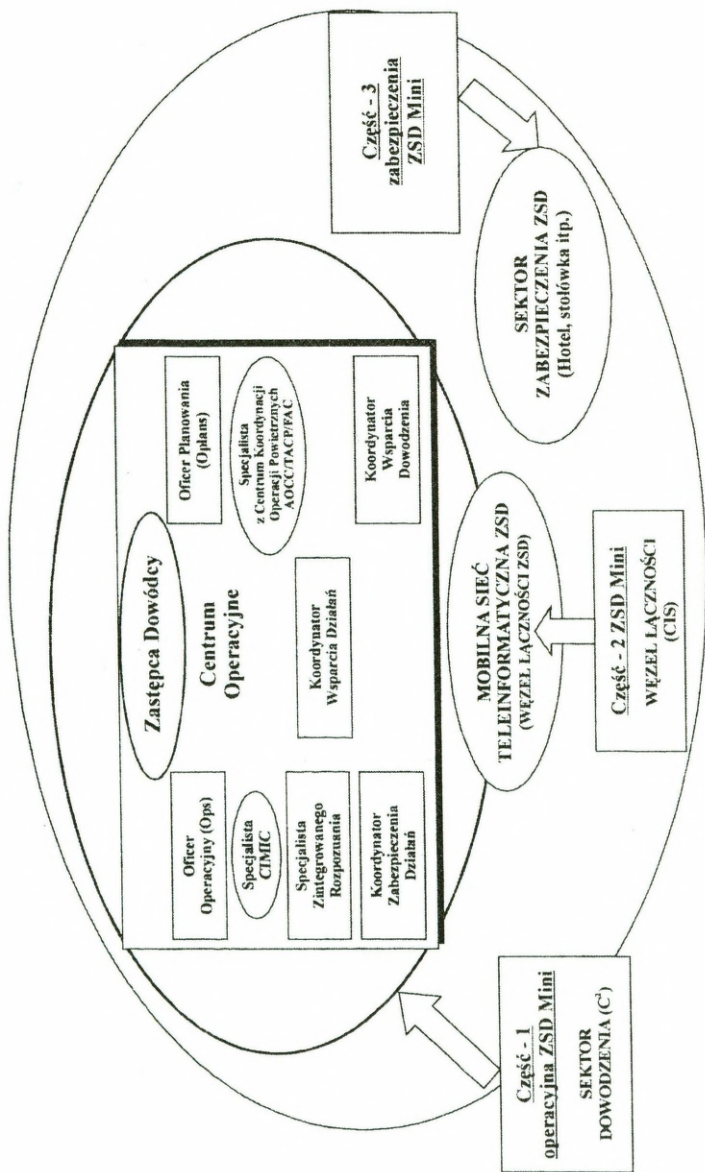 Zastępca Dowódcy
Centrum
Operacyjne
Oficer
Operacyjny (Ops)
Specjalista
CIMIC
Specjalista
Zintegrowanego
Rozpoznania
Koordynator
Zabezpieczenia
Działań
Koordynator
Wsparcia Działań
Oficer Planowania
(Oplans)
Specjalista
z Centrum Koordynacji
Operacji Powietrznych
AOCC/TACP/FAC
Koordynator
Wsparcia
Dowodzenia
Część - 1
operacyjna ZSD Mini
SEKTOR
DOWODZENIA (C²)
MOBILNA SIEĆ
TELEINFORMATYCZNA ZSD
(WĘZEŁ ŁĄCZNOŚCI ZSD)
Część - 2 ZSD Mini
WĘZEŁ ŁĄCZNOŚCI
(CIS)
Część - 3
zabezpieczenia
ZSD Mini
SEKTOR
ZABEZPIECZENIA ZSD
(Hotel, stołówka itp.)